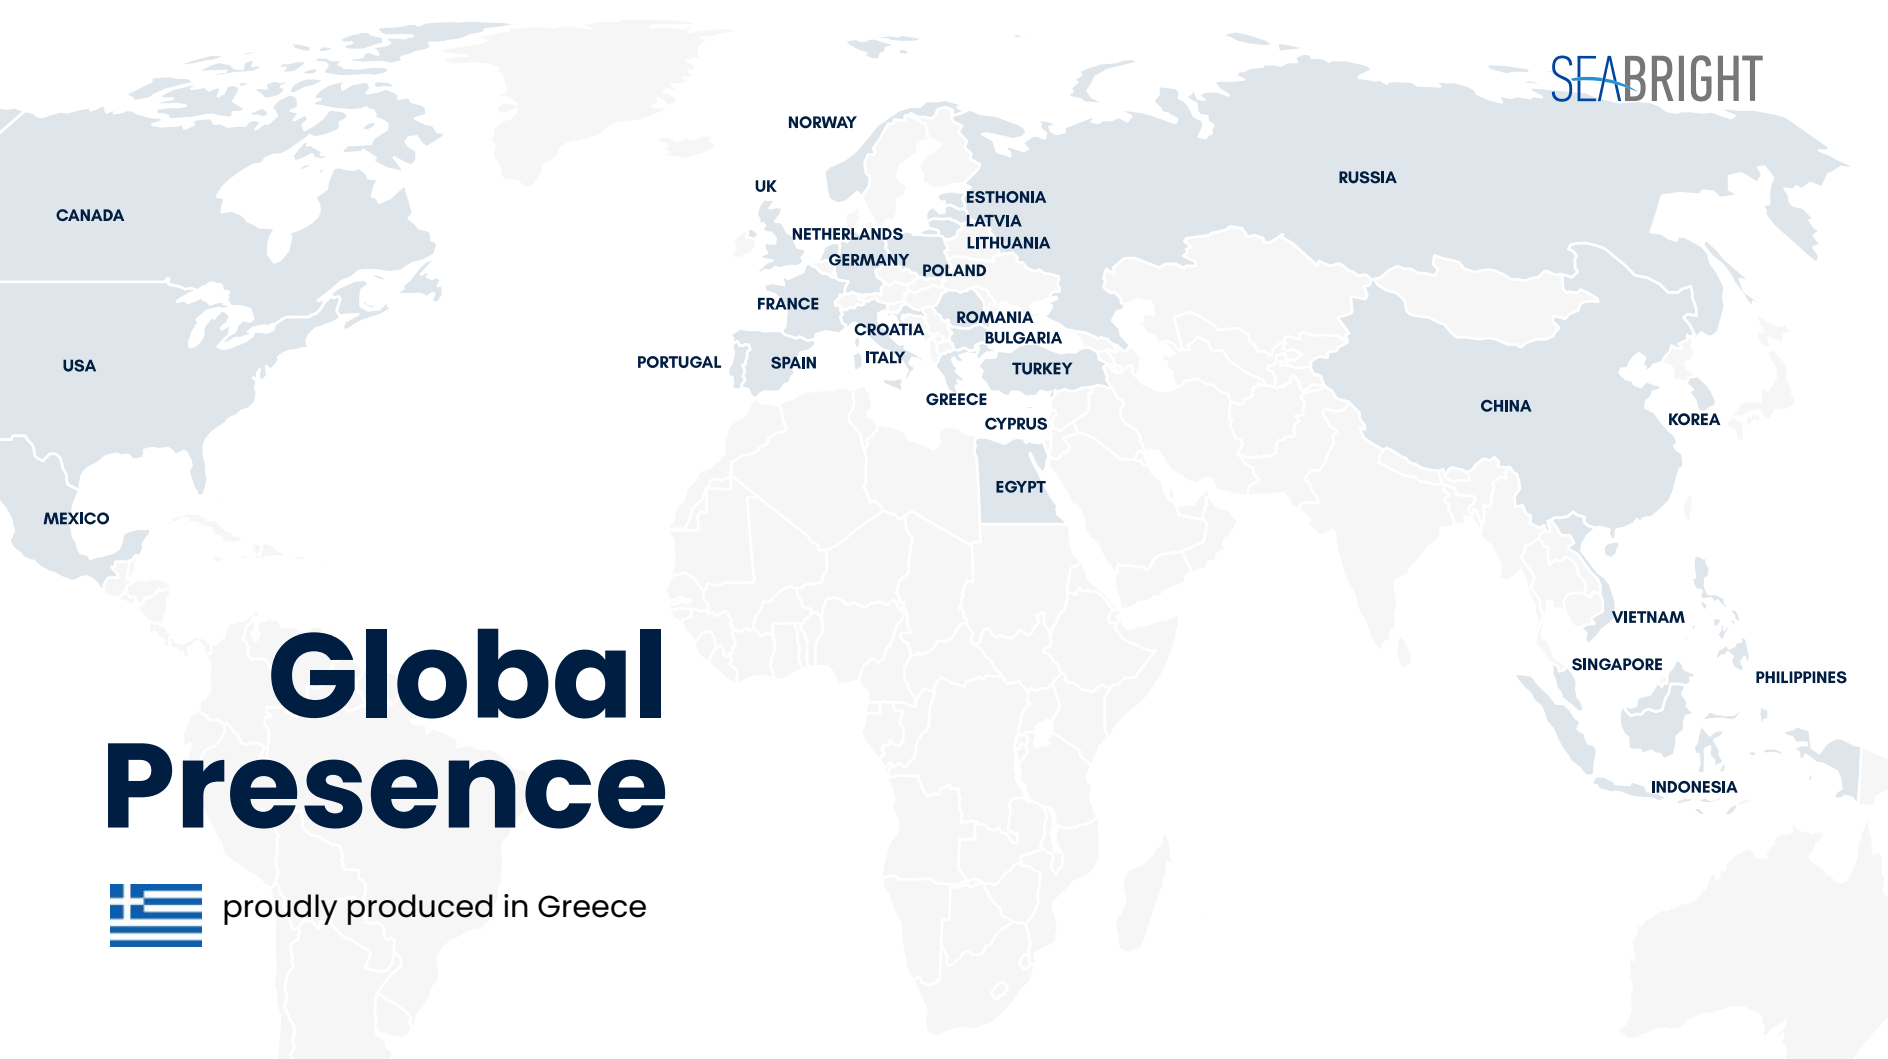 SEABRIGHT
NORWAY
RUSSIA
UK
ESTHONIA
CANADA
LATVIA
NETHERLANDS
LITHUANIA
GERMANY
POLAND
FRANCE
ROMANIA
CROATIA
BULGARIA
ITALY
PORTUGAL
SPAIN
USA
TURKEY
GREECE
CHINA
KOREA
CYPRUS
EGYPT
MEXICO
VIETNAM
SINGAPORE
PHILIPPINES
INDONESIA
Global
Presence
proudly produced in Greece